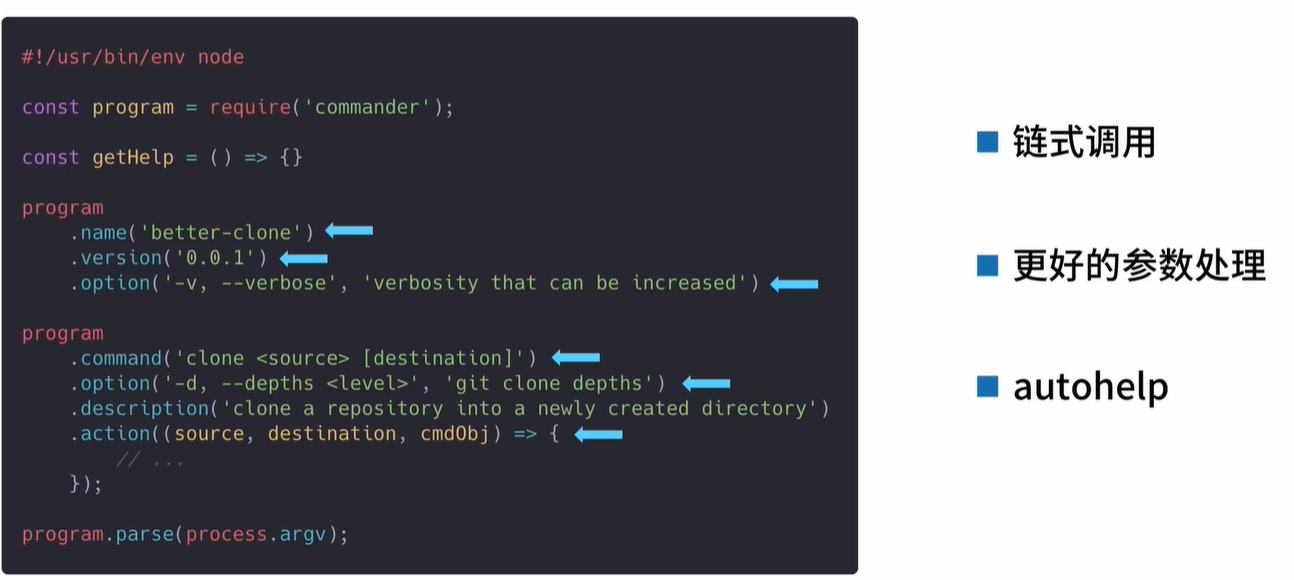 #!/usr/bin/env node
const program = require('commander');
const getHelp = () => {}
program
    .name('better-clone')
    .version('0.0.1')
    .option('-v, --verbose', 'verbosity that can be increased')
program
    .command('clone <source> [destination]')
    .option('-d, --depths <level>', 'git clone depths')
    .description('clone a repository into a newly created directory')
    .action((source, destination, cmdObj) => {
        // ...
    });
program.parse(process.argv);
链式调用
更好的参数处理
autohelp